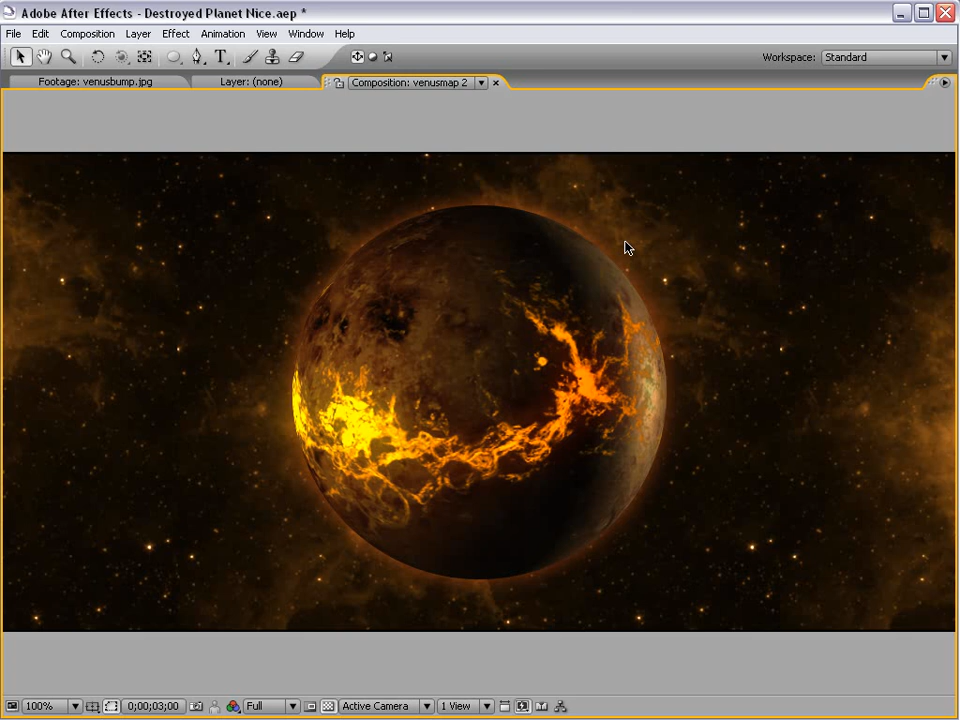 Adobe After Effects - Destroyed Planet Nice.aep *
File Edit Composition Layer Effect Animation View Window Help
T Workspace: Standard
Footage: venusbump.jpg Layer: (none) Composition: venusmap 2
100% 0;00;03;00 Full Active Camera 1 View